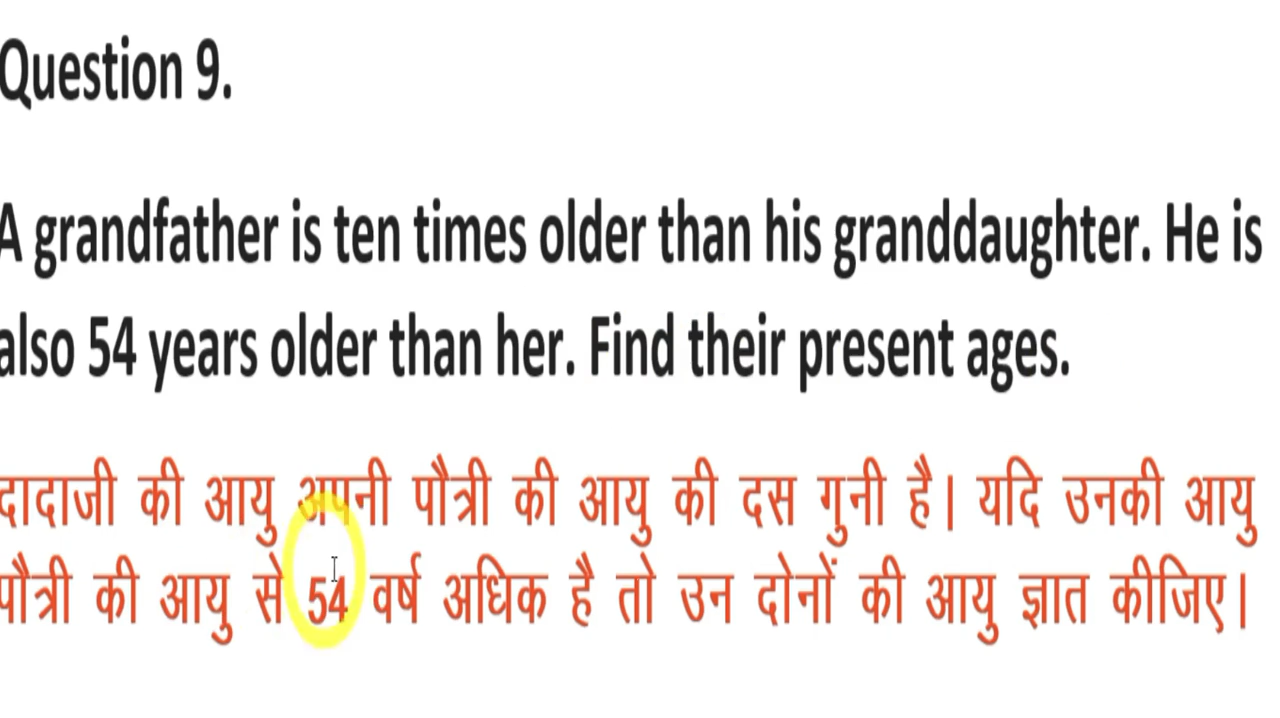 Question 9.
A grandfather is ten times older than his granddaughter. He is
also 54 years older than her. Find their present ages.
दादाजी की आयु अपनी पौत्री की आयु की दस गुनी है। यदि उनकी आयु
पौत्री की आयु से 54 वर्ष अधिक है तो उन दोनों की आयु ज्ञात कीजिए।